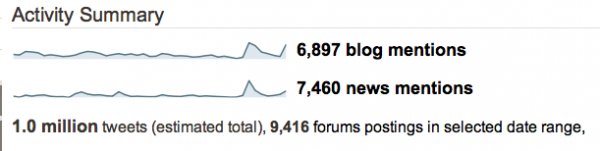 Activity Summary
6,897 blog mentions
7,460 news mentions
1.0 million tweets (estimated total), 9,416 forums postings in selected date range,